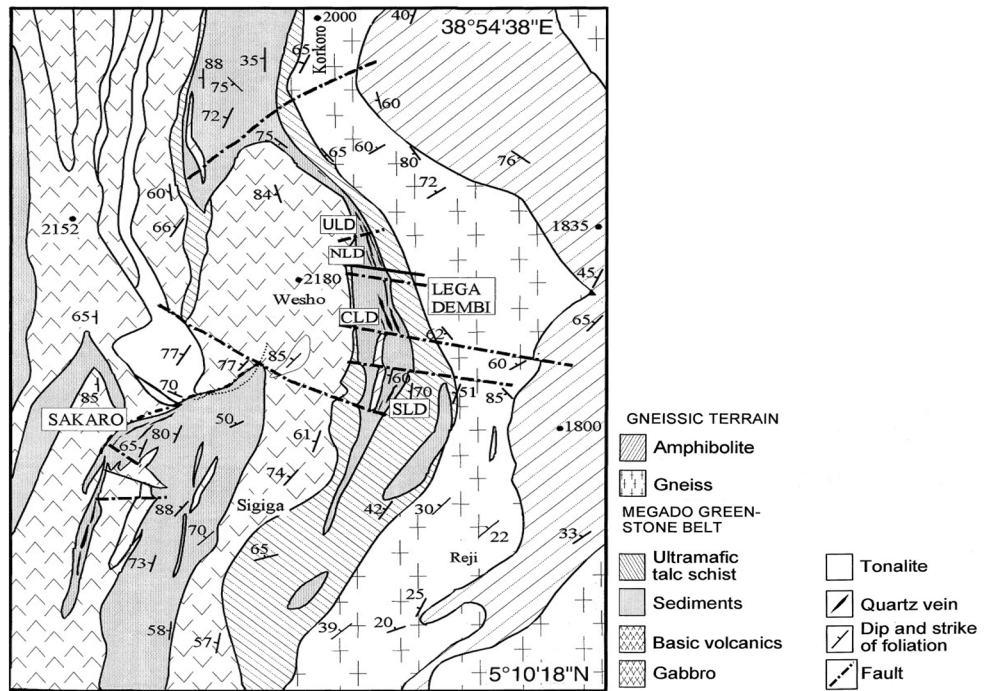 40
2000
38°54'38"E
Korkoro
65
88
35
75
72
60
75
65
60
80
76
72
60
84
2152
66
ULD
1835
NLD
45
2180
LEGA
DEMBI
Wesho
65
CLD
62
65
77
77
85
60
70
60
70
51
85
85
SAKARO
SLD
50
1800
80
61
65
74
88
Sigiga
42
30
70
22
33
65
Reji
73
25
58
57
39
20
5°10'18"N
GNEISSIC TERRAIN
Amphibolite
Gneiss
MEGADO GREEN-
STONE BELT
Ultramafic
talc schist
Sediments
Basic volcanics
Gabbro
Tonalite
Quartz vein
Dip and strike
of foliation
Fault